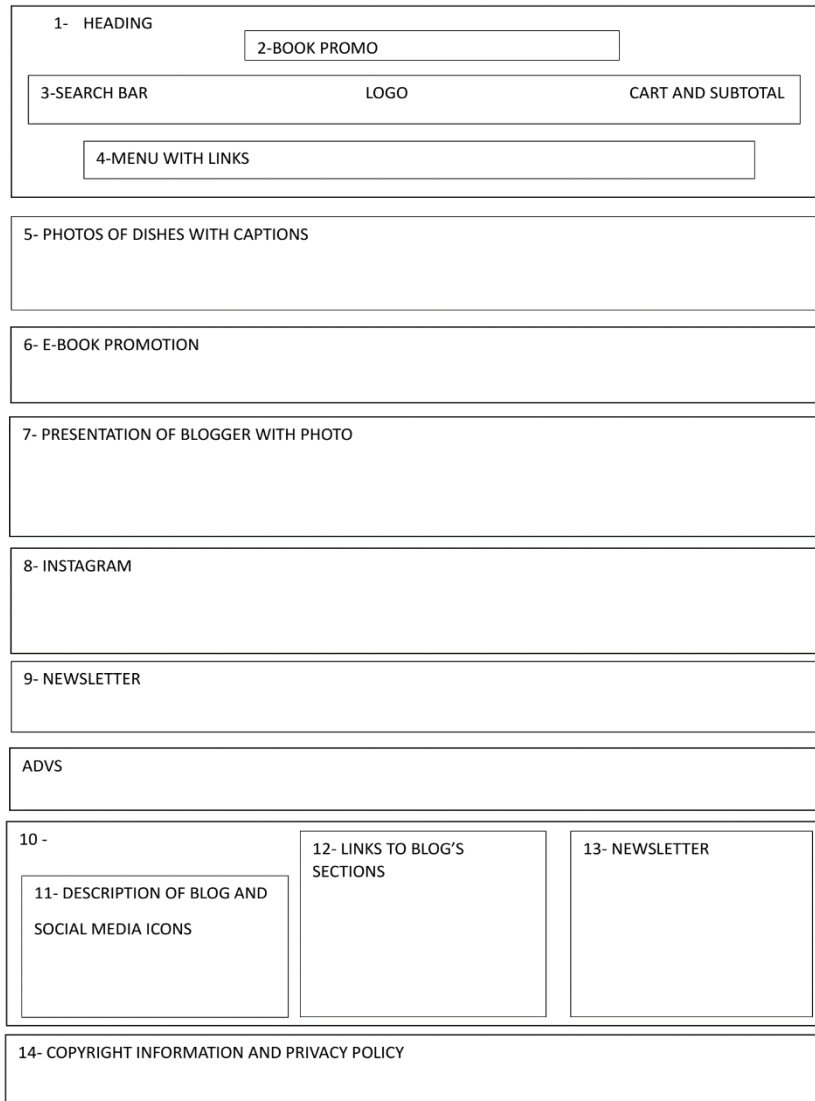 1- HEADING
2-BOOK PROMO
3-SEARCH BAR LOGO CART AND SUBTOTAL
4-MENU WITH LINKS
5- PHOTOS OF DISHES WITH CAPTIONS
6- E-BOOK PROMOTION
7- PRESENTATION OF BLOGGER WITH PHOTO
8- INSTAGRAM
9- NEWSLETTER
ADVS
10 -
11- DESCRIPTION OF BLOG AND
SOCIAL MEDIA ICONS
12- LINKS TO BLOG’S
SECTIONS
13- NEWSLETTER
14- COPYRIGHT INFORMATION AND PRIVACY POLICY